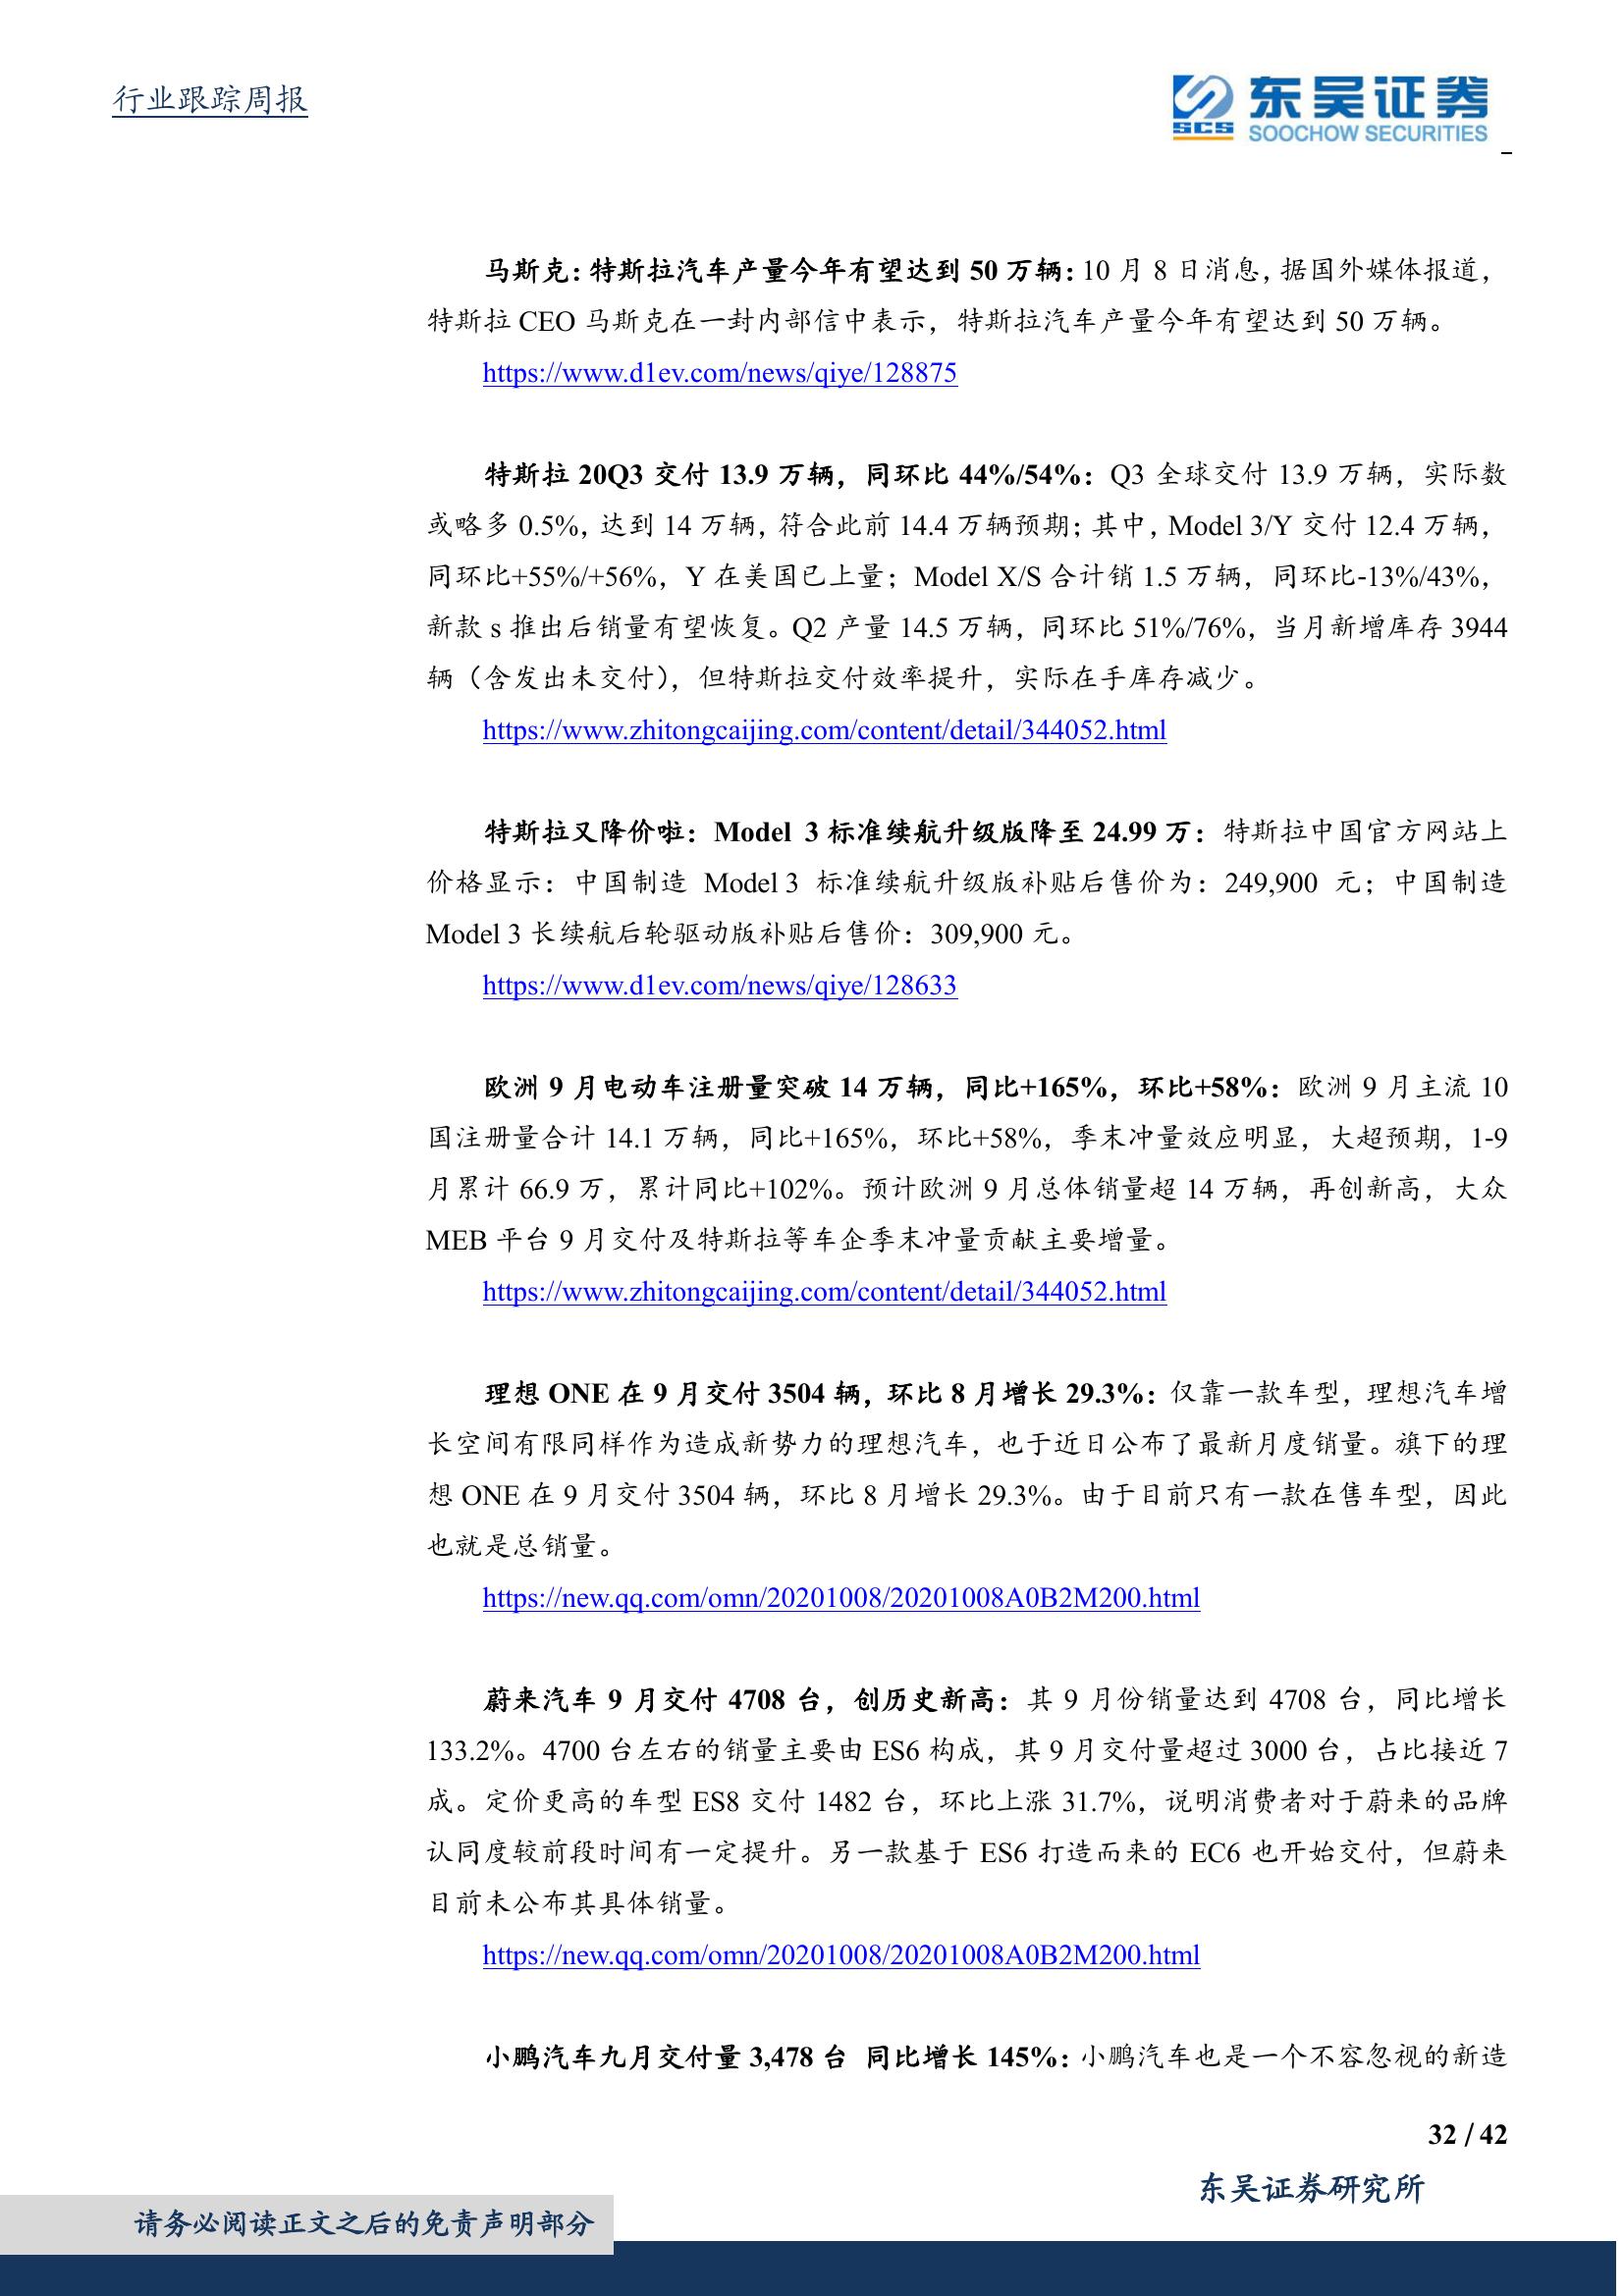 行业跟踪周报
SCS 东吴证券
SOOCHOW SECURITIES
马斯克：特斯拉汽车产量今年有望达到 50 万辆：10 月 8 日消息，据国外媒体报道，
特斯拉 CEO 马斯克在一封内部信中表示，特斯拉汽车产量今年有望达到 50 万辆。
https://www.d1ev.com/news/qiye/128875
特斯拉 20Q3 交付 13.9 万辆，同环比 44%/54%：Q3 全球交付 13.9 万辆，实际数
或略多 0.5%，达到 14 万辆，符合此前 14.4 万辆预期；其中，Model 3/Y 交付 12.4 万辆，
同环比+55%/+56%，Y 在美国已上量；Model X/S 合计销 1.5 万辆，同环比-13%/43%，
新款 s 推出后销量有望恢复。Q2 产量 14.5 万辆，同环比 51%/76%，当月新增库存 3944
辆（含发出未交付），但特斯拉交付效率提升，实际在手库存减少。
https://www.zhitongcaijing.com/content/detail/344052.html
特斯拉又降价啦：Model 3 标准续航升级版降至 24.99 万：特斯拉中国官方网站上
价格显示：中国制造 Model 3 标准续航升级版补贴后售价为：249,900 元；中国制造
Model 3 长续航后轮驱动版补贴后售价：309,900 元。
https://www.d1ev.com/news/qiye/128633
欧洲 9 月电动车注册量突破 14 万辆，同比+165%，环比+58%：欧洲 9 月主流 10
国注册量合计 14.1 万辆，同比+165%，环比+58%，季末冲量效应明显，大超预期，1-9
月累计 66.9 万，累计同比+102%。预计欧洲 9 月总体销量超 14 万辆，再创新高，大众
MEB 平台 9 月交付及特斯拉等车企季末冲量贡献主要增量。
https://www.zhitongcaijing.com/content/detail/344052.html
理想 ONE 在 9 月交付 3504 辆，环比 8 月增长 29.3%：仅靠一款车型，理想汽车增
长空间有限同样作为造成新势力的理想汽车，也于近日公布了最新月度销量。旗下的理
想 ONE 在 9 月交付 3504 辆，环比 8 月增长 29.3%。由于目前只有一款在售车型，因此
也就是总销量。
https://new.qq.com/omn/20201008/20201008A0B2M200.html
蔚来汽车 9 月交付 4708 台，创历史新高：其 9 月份销量达到 4708 台，同比增长
133.2%。4700 台左右的销量主要由 ES6 构成，其 9 月交付量超过 3000 台，占比接近 7
成。定价更高的车型 ES8 交付 1482 台，环比上涨 31.7%，说明消费者对于蔚来的品牌
认同度较前段时间有一定提升。另一款基于 ES6 打造而来的 EC6 也开始交付，但蔚来
目前未公布其具体销量。
https://new.qq.com/omn/20201008/20201008A0B2M200.html
小鹏汽车九月交付量 3,478 台 同比增长 145%：小鹏汽车也是一个不容忽视的新造
32 / 42
东吴证券研究所
请务必阅读正文之后的免责声明部分